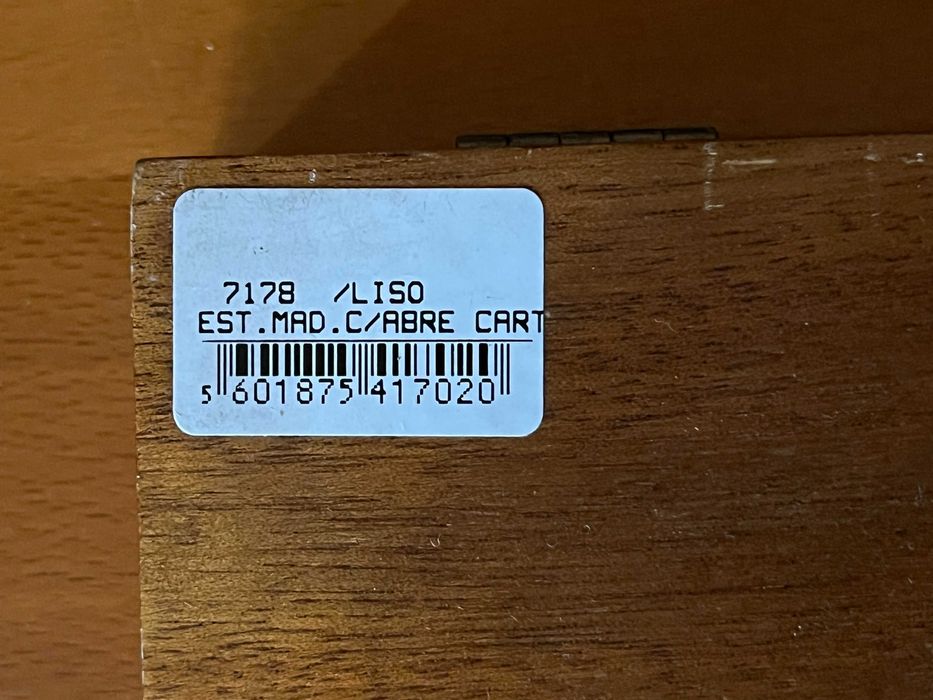 7178 /LISO
EST.MAD.C/ABRE CART
5 601875 417020